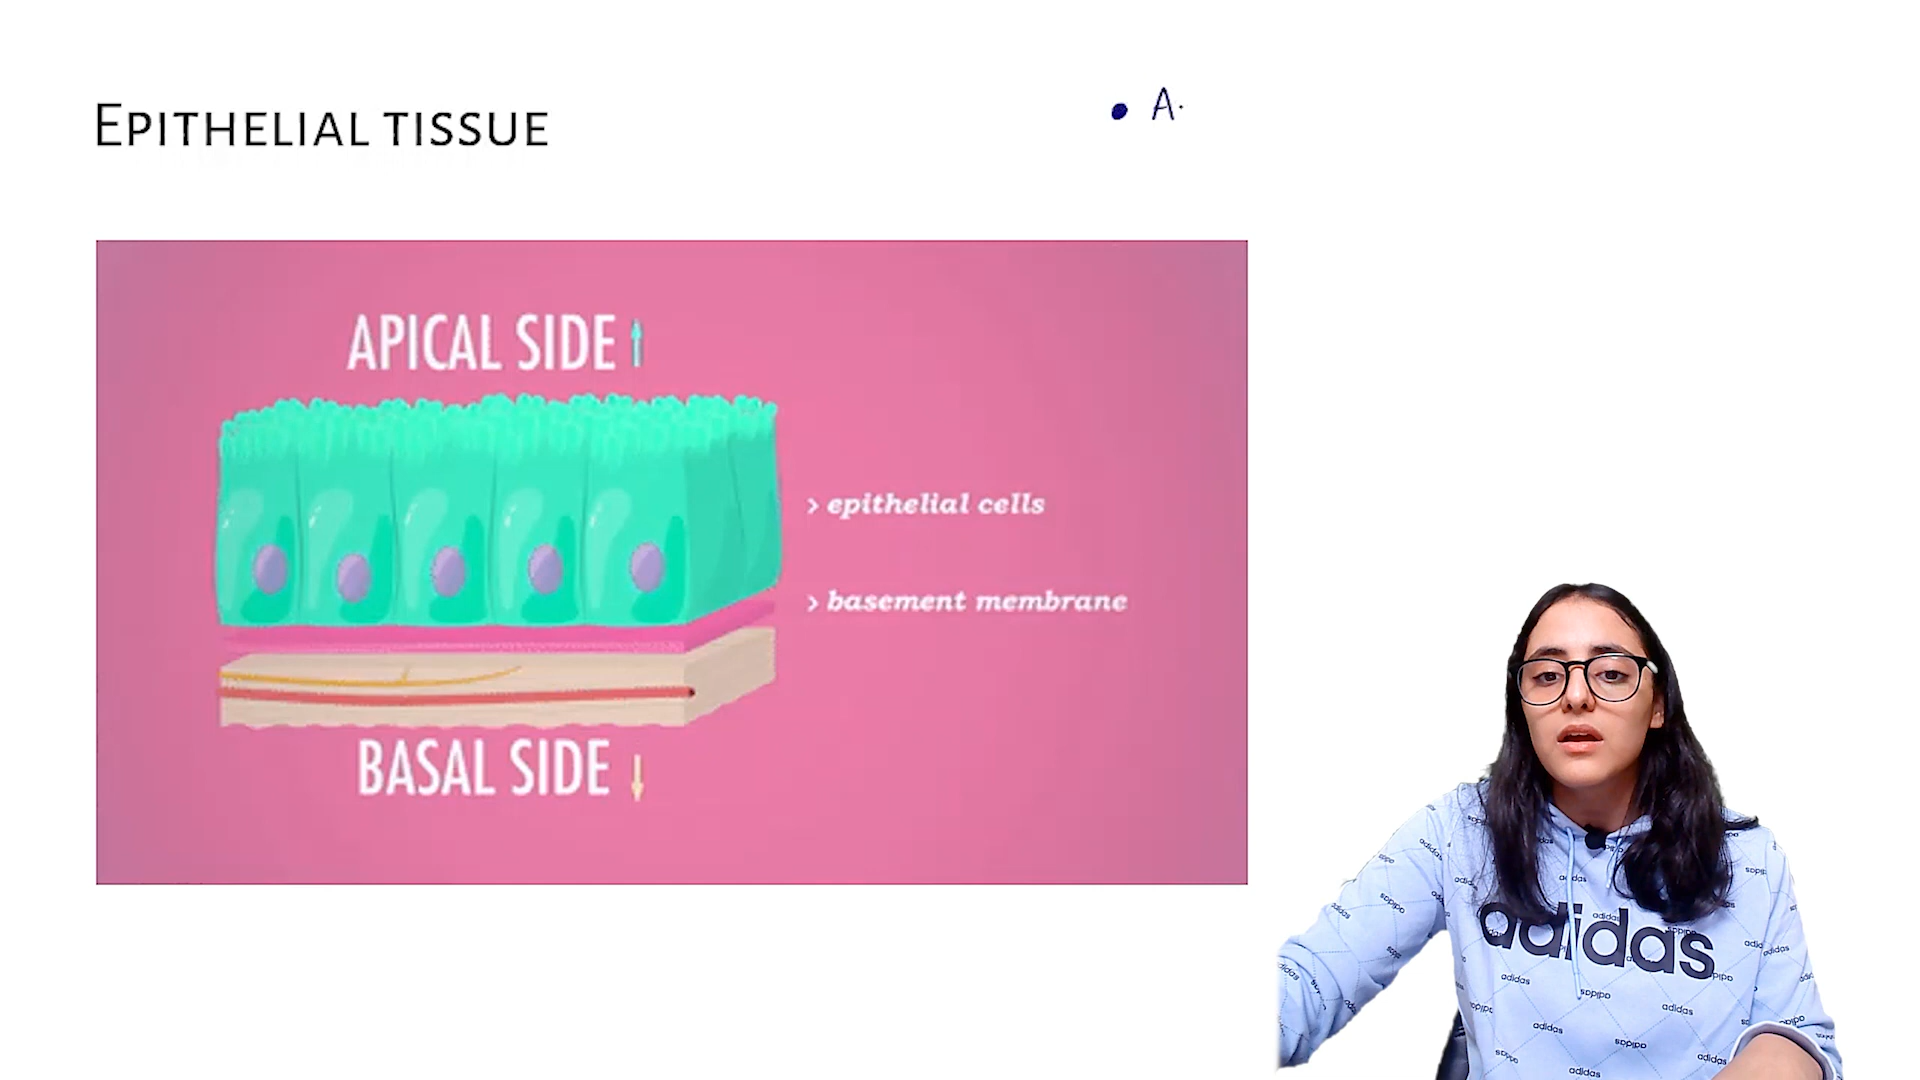 EPITHELIAL TISSUE
• A.
APICAL SIDE ↑
› epithelial cells
› basement membrane
BASAL SIDE ↓
adidas